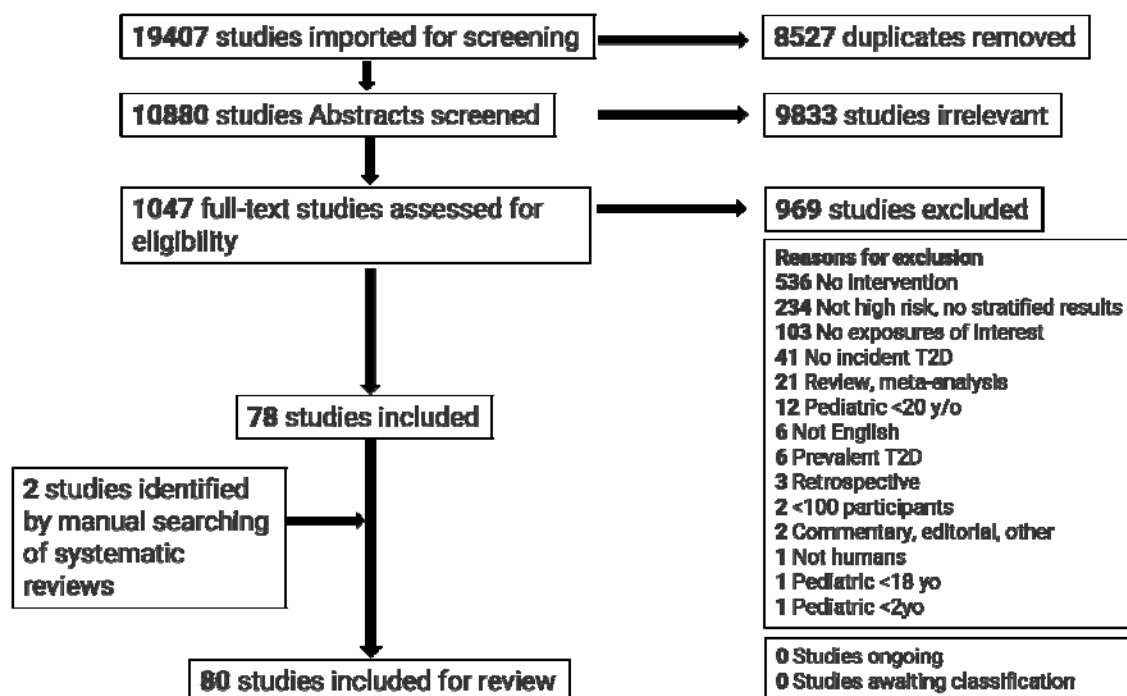 19407 studies imported for screening
8527 duplicates removed
10880 studies Abstracts screened
9833 studies irrelevant
1047 full-text studies assessed for
eligibility
969 studies excluded
Reasons for exclusion
536 No intervention
234 Not high risk, no stratified results
103 No exposures of interest
41 No incident T2D
21 Review, meta-analysis
12 Pediatric <20 y/o
6 Not English
6 Prevalent T2D
3 Retrospective
2 <100 participants
2 Commentary, editorial, other
1 Not humans
1 Pediatric <18 yo
1 Pediatric <2yo
78 studies included
2 studies identified
by manual searching
of systematic
reviews
80 studies included for review
0 Studies ongoing
0 Studies awaiting classification